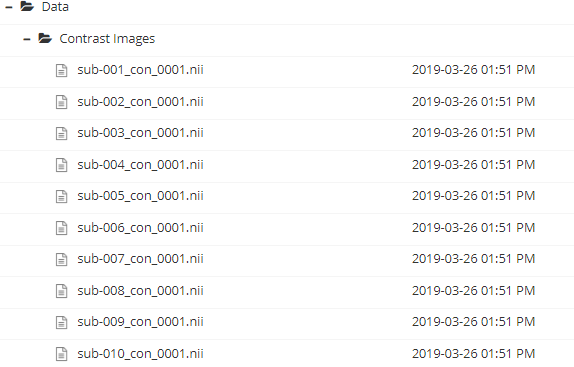 Data
Contrast Images
sub-001_con_0001.nii 2019-03-26 01:51 PM
sub-002_con_0001.nii 2019-03-26 01:51 PM
sub-003_con_0001.nii 2019-03-26 01:51 PM
sub-004_con_0001.nii 2019-03-26 01:51 PM
sub-005_con_0001.nii 2019-03-26 01:51 PM
sub-006_con_0001.nii 2019-03-26 01:51 PM
sub-007_con_0001.nii 2019-03-26 01:51 PM
sub-008_con_0001.nii 2019-03-26 01:51 PM
sub-009_con_0001.nii 2019-03-26 01:51 PM
sub-010_con_0001.nii 2019-03-26 01:51 PM